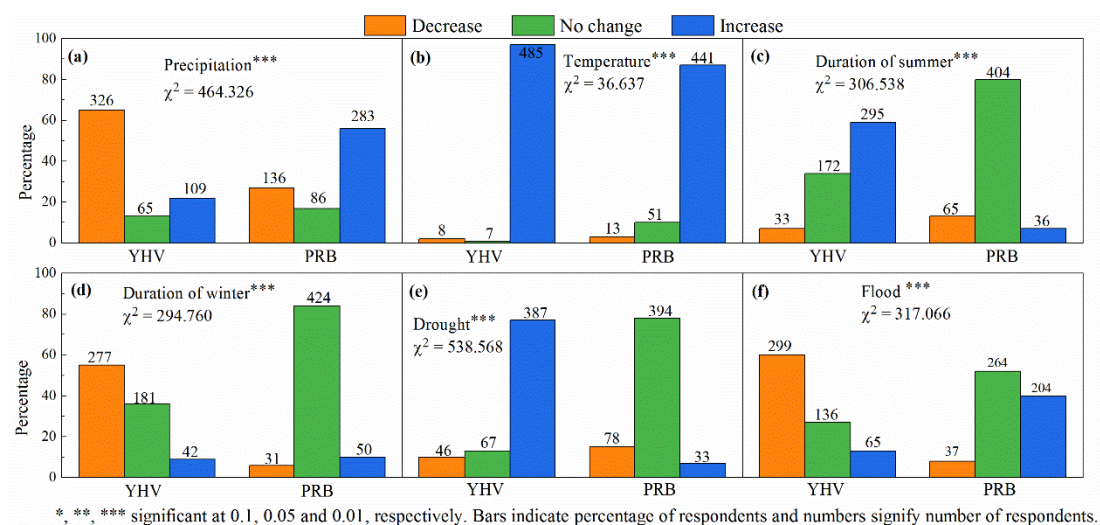 Decrease No change Increase
(a) Precipitation***
χ² = 464.326
(b) Temperature***
χ² = 36.637
(c) Duration of summer***
χ² = 306.538
Percentage
100
80
60
40
20
0
326 65 109 136 86 283
8 7 485 13 51 441
33 172 295 65 404 36
YHV PRB YHV PRB YHV PRB
(d) Duration of winter***
χ² = 294.760
(e) Drought***
χ² = 538.568
(f) Flood ***
χ² = 317.066
Percentage
100
80
60
40
20
0
277 181 42 31 424 50
46 67 387 78 394 33
299 136 65 37 264 204
YHV PRB YHV PRB YHV PRB
*, **, *** significant at 0.1, 0.05 and 0.01, respectively. Bars indicate percentage of respondents and numbers signify number of respondents.